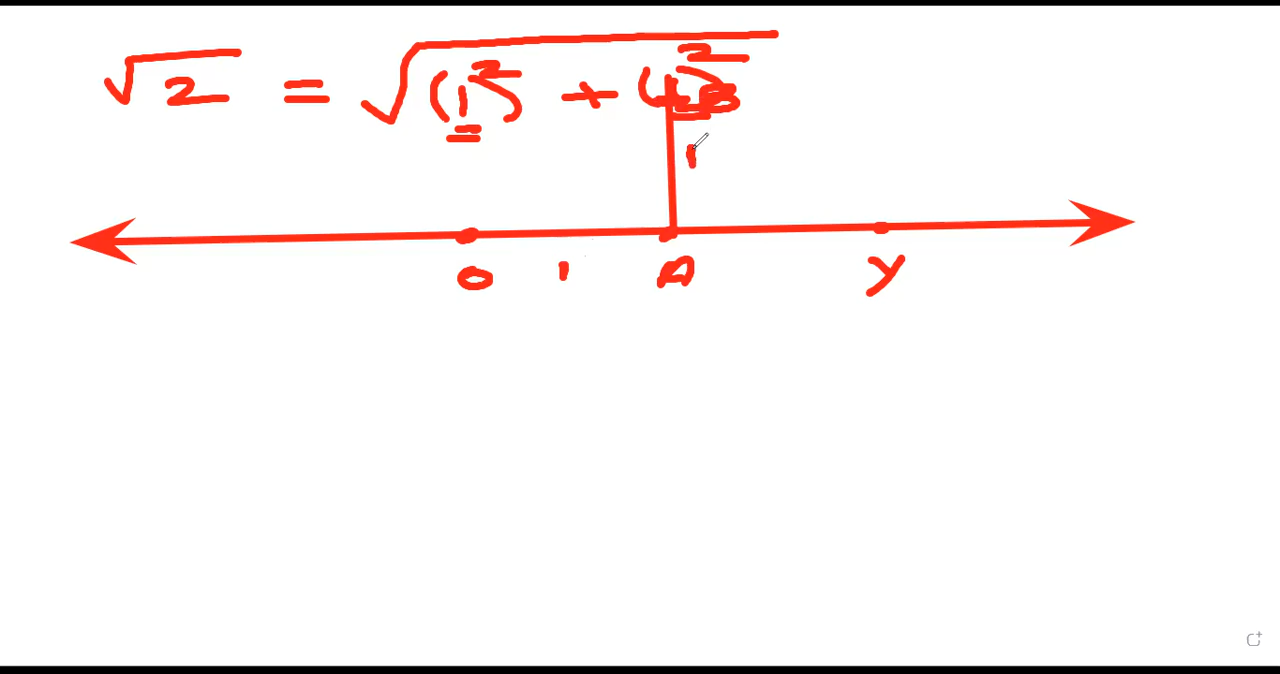 √2 = √(1)² + (1)²
1
0 1 A Y